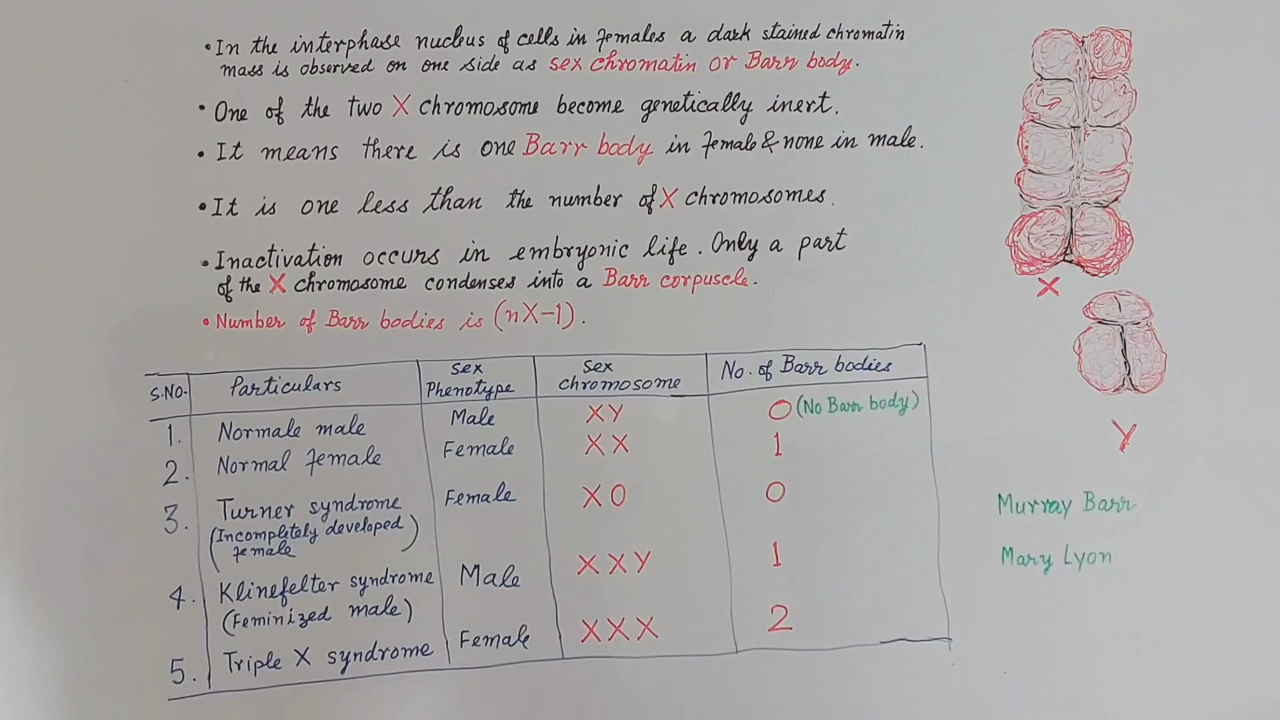 •In the interphase nucleus of cells in females a dark stained chromatin
mass is observed on one side as sex chromatin or Barr body.
• One of the two X chromosome become genetically inert.
• It means there is one Barr body in female & none in male.
•It is one less than the number of X chromosomes.
•Inactivation occurs in embryonic life. Only a part
of the X chromosome condenses into a Barr corpuscle.
•Number of Barr bodies is (nX-1).
X
Y
S.NO. Particulars Sex Phenotype Sex chromosome No. of Barr bodies
1. Normale male Male XY 0 (No Barr body)
2. Normal female Female XX 1
3. Turner syndrome Female XO 0
(Incompletely developed
female)
4. Klinefelter syndrome Male XXY 1
(Feminized male)
5. Triple X syndrome Female XXX 2
Murray Barr
Mary Lyon